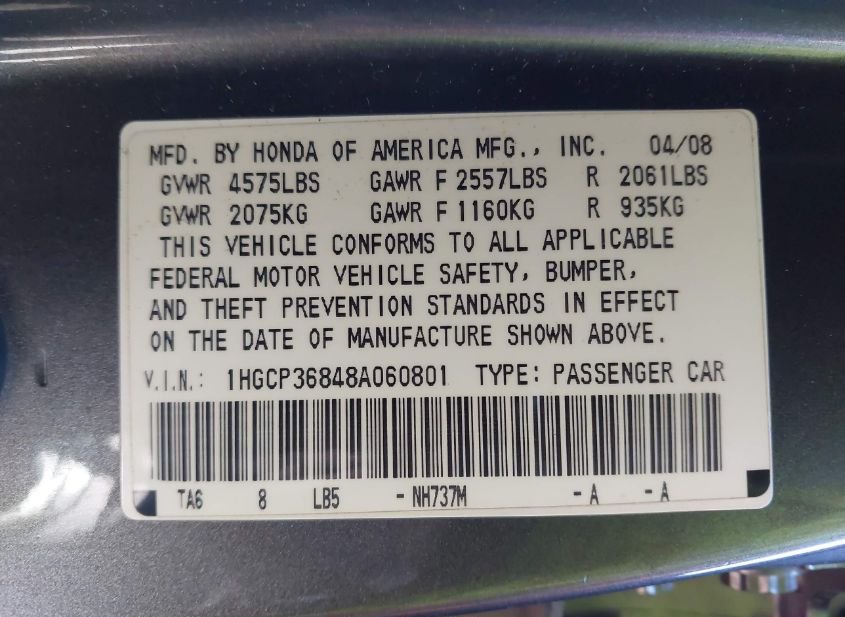 MFD. BY HONDA OF AMERICA MFG., INC. 04/08
GVWR 4575LBS GAWR F 2557LBS R 2061LBS
GVWR 2075KG GAWR F 1160KG R 935KG
THIS VEHICLE CONFORMS TO ALL APPLICABLE
FEDERAL MOTOR VEHICLE SAFETY, BUMPER,
AND THEFT PREVENTION STANDARDS IN EFFECT
ON THE DATE OF MANUFACTURE SHOWN ABOVE.
V.I.N.: 1HGCP36848A060801 TYPE: PASSENGER CAR
TA6 8 LB5 - NH737M - A - A